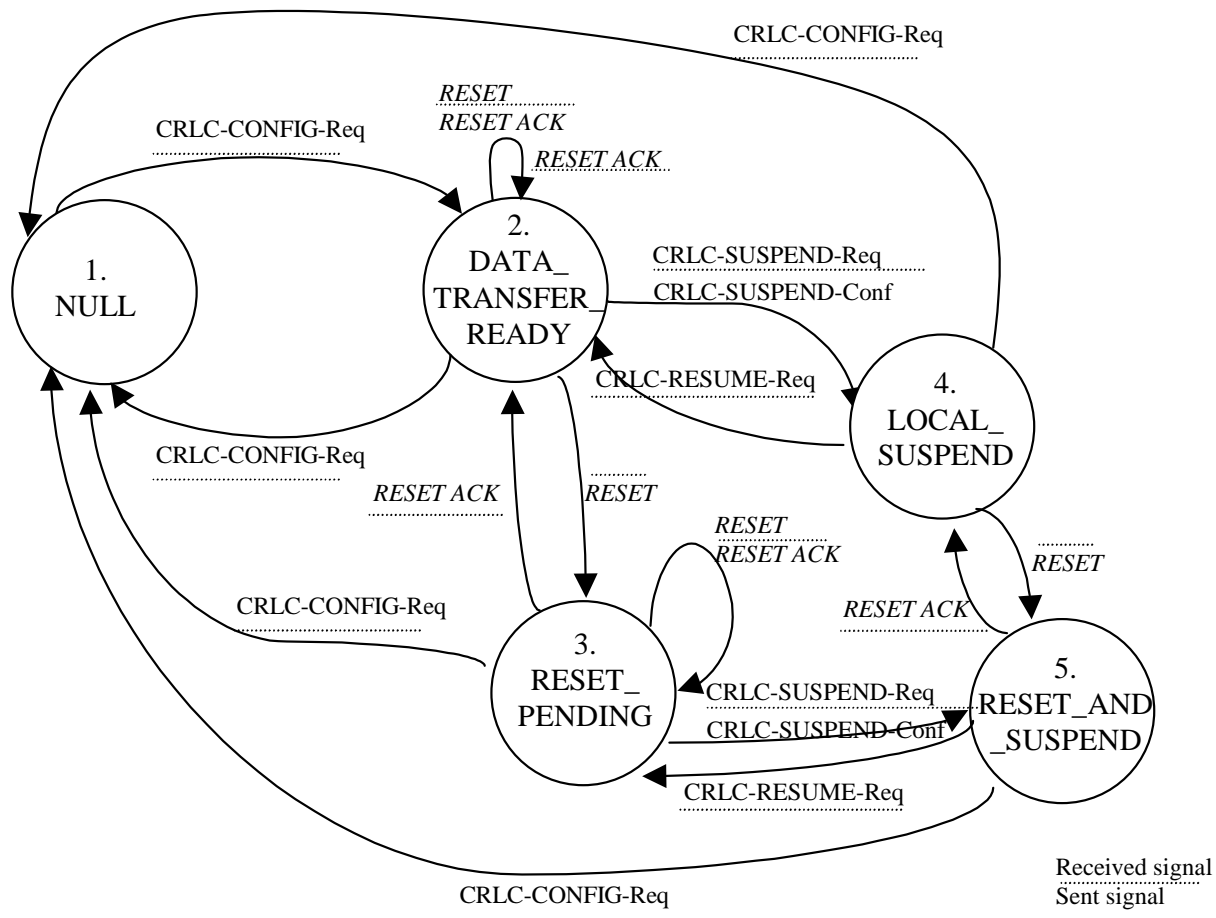 CRLC-CONFIG-Req
RESET
RESET ACK
CRLC-CONFIG-Req
RESET ACK
1.
NULL
2.
DATA_
TRANSFER_
READY
CRLC-SUSPEND-Req
CRLC-SUSPEND-Conf
CRLC-RESUME-Req
4.
LOCAL_
SUSPEND
CRLC-CONFIG-Req
RESET ACK
RESET
RESET
RESET ACK
RESET
CRLC-CONFIG-Req
RESET ACK
3.
RESET_
PENDING
CRLC-SUSPEND-Req
CRLC-SUSPEND-Conf
CRLC-RESUME-Req
5.
RESET_AND
_SUSPEND
CRLC-CONFIG-Req
Received signal
Sent signal